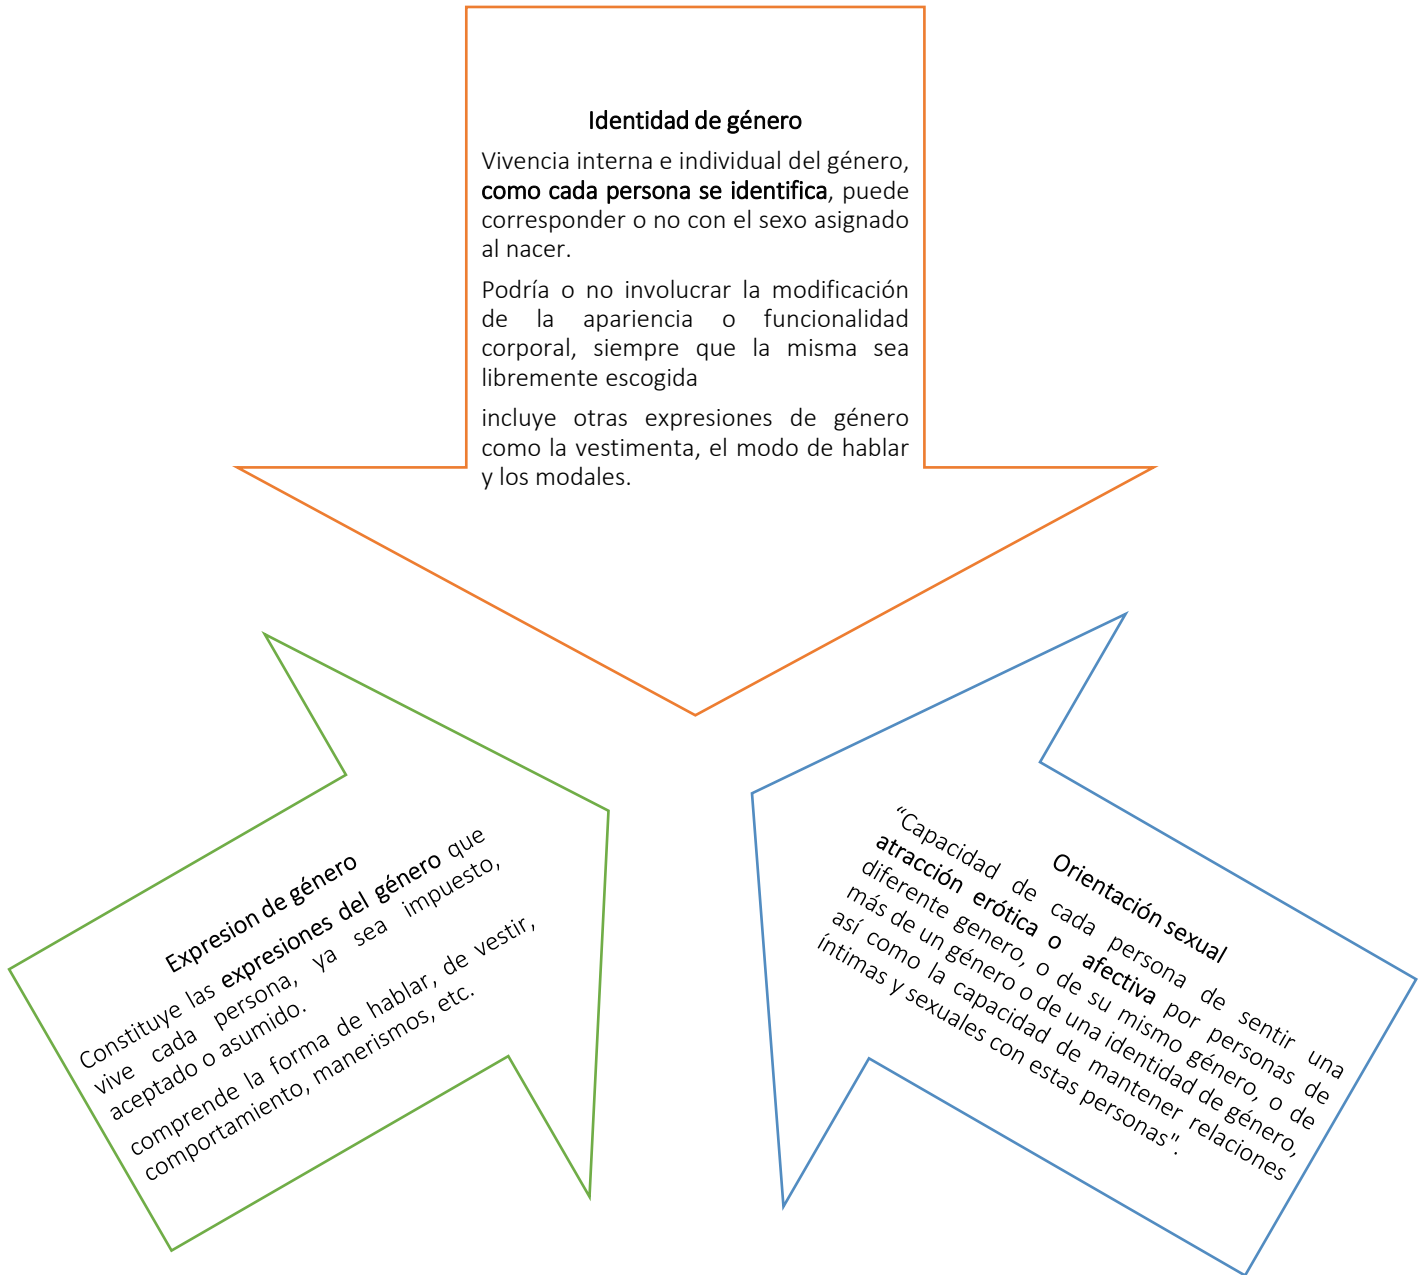 Identidad de género
Vivencia interna e individual del género,
como cada persona se identifica, puede
corresponder o no con el sexo asignado
al nacer.
Podría o no involucrar la modificación
de la apariencia o funcionalidad
corporal, siempre que la misma sea
libremente escogida
incluye otras expresiones de género
como la vestimenta, el modo de hablar
y los modales.
Expresion de género
Constituye las expresiones del género que
vive cada persona, ya sea impuesto,
aceptado o asumido.
comprende la forma de hablar, de vestir,
comportamiento, manerismos, etc.
Orientación sexual
“Capacidad de cada persona de sentir una
atracción erótica o afectiva por personas de
diferente genero, o de su mismo género, o de
más de un género o de una identidad de género,
así como la capacidad de mantener relaciones
íntimas y sexuales con estas personas".